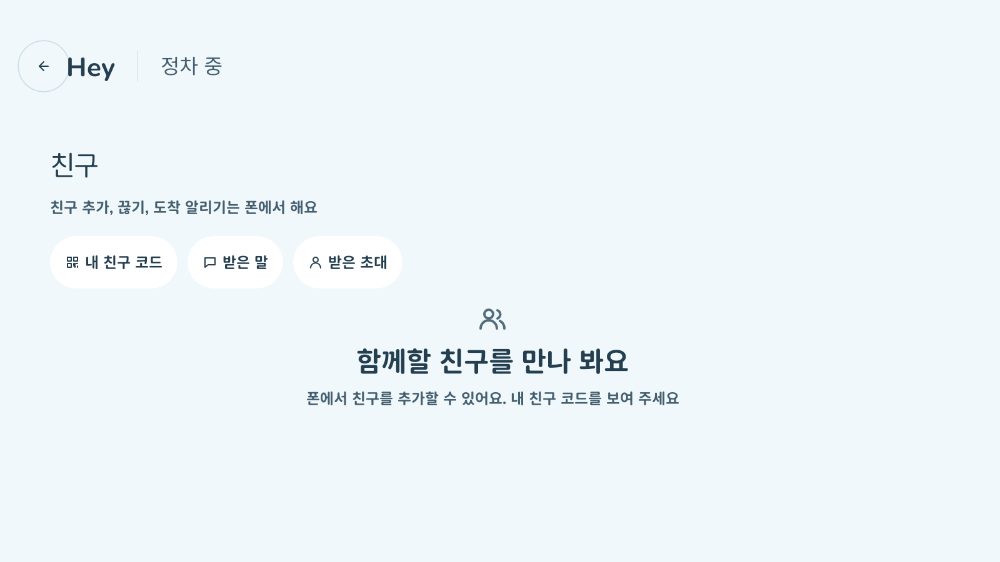 Hey
정차 중
친구
친구 추가, 끊기, 도착 알리기는 폰에서 해요
내 친구 코드
받은 말
받은 초대
함께할 친구를 만나 봐요
폰에서 친구를 추가할 수 있어요. 내 친구 코드를 보여 주세요